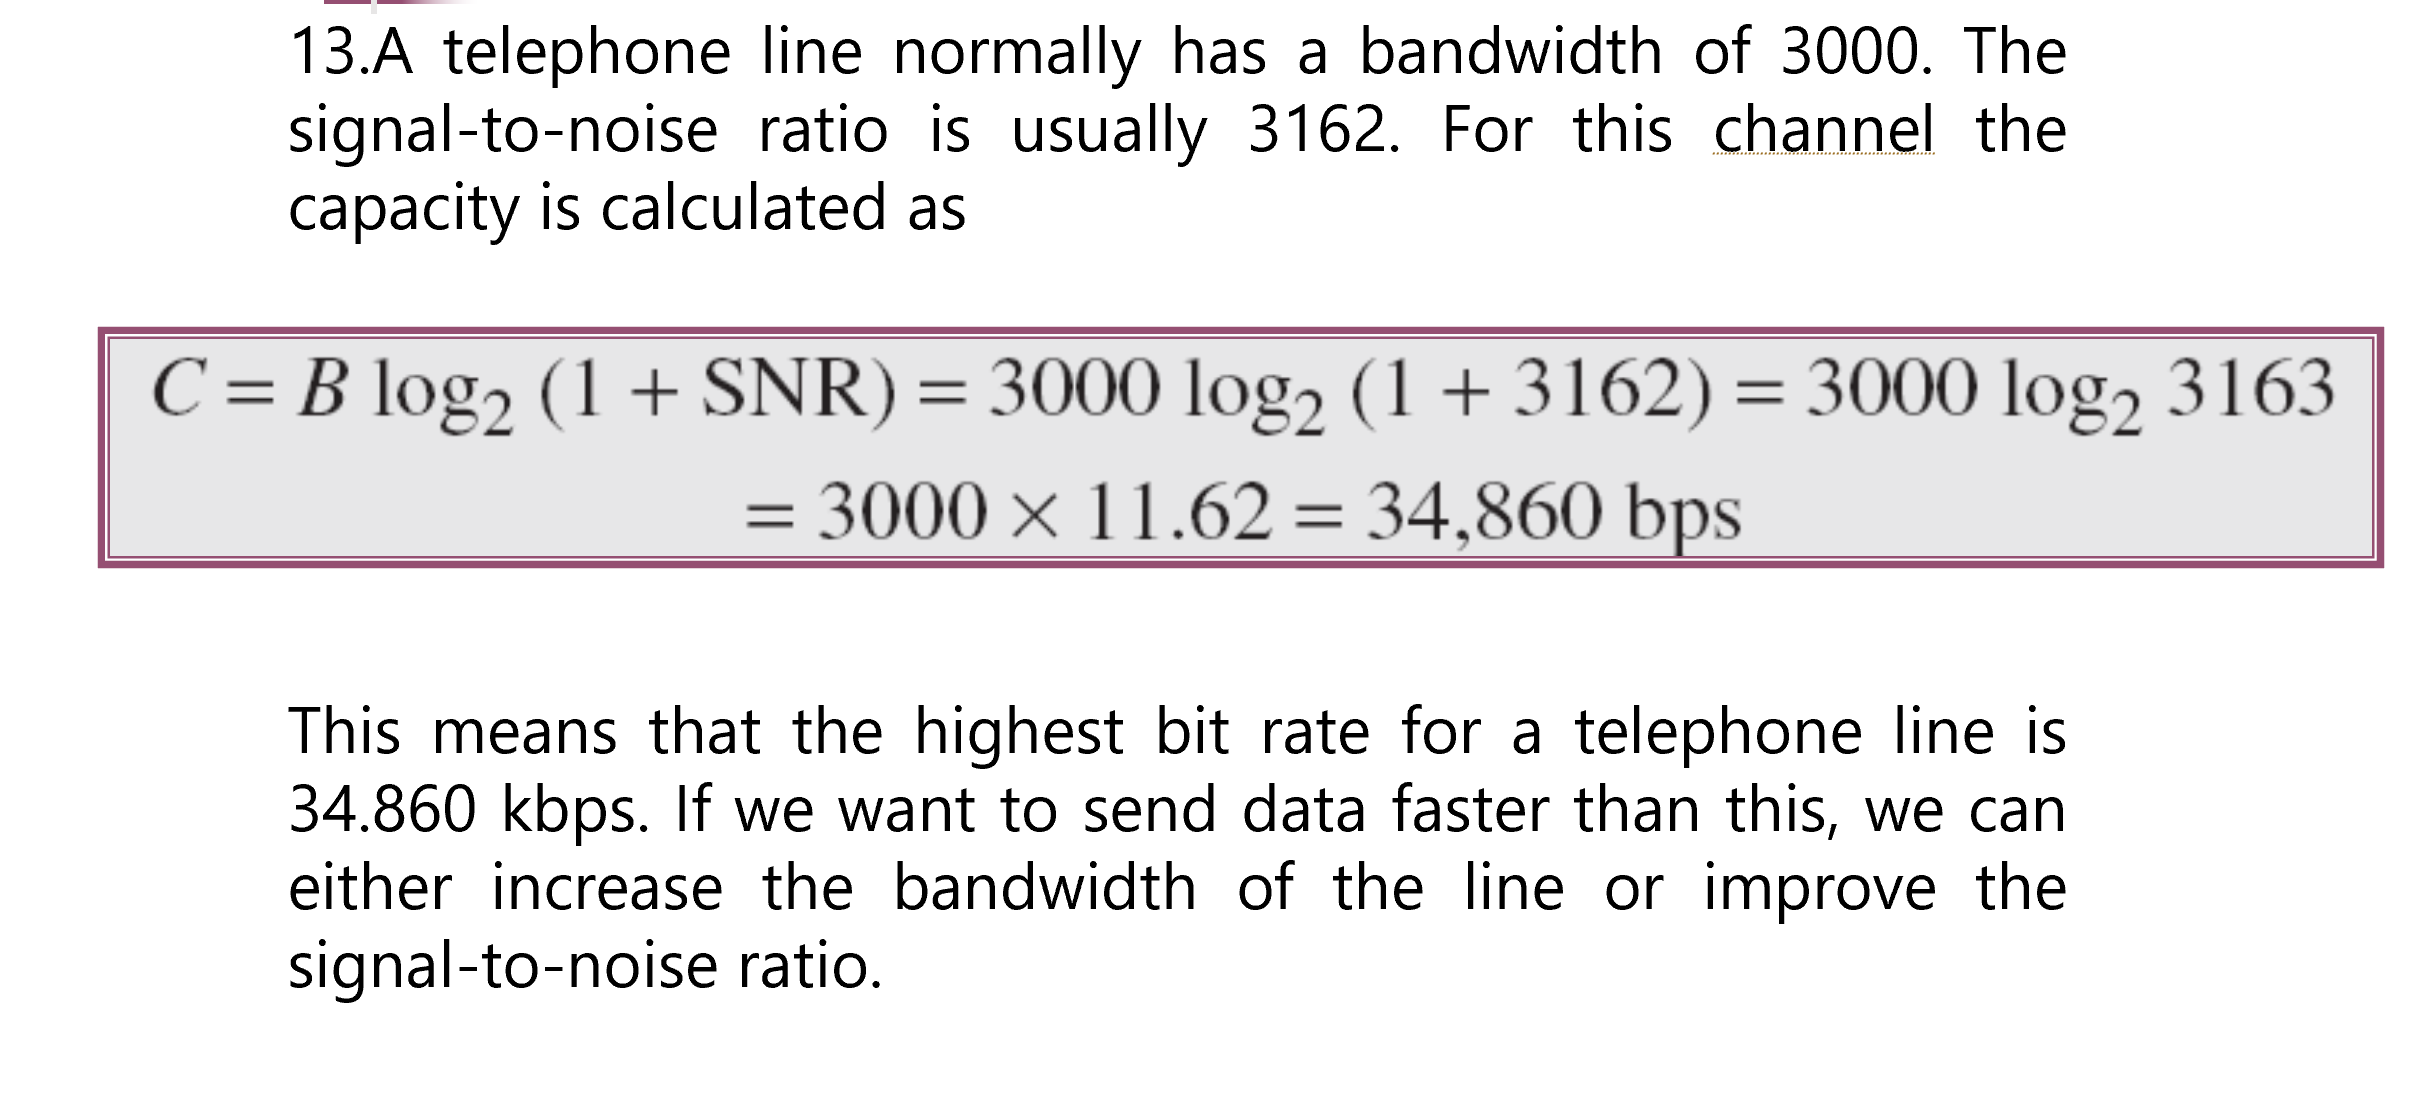 13.A telephone line normally has a bandwidth of 3000. The
signal-to-noise ratio is usually 3162. For this channel the
capacity is calculated as
C = B log₂ (1 + SNR) = 3000 log₂ (1 + 3162) = 3000 log₂ 3163
= 3000 × 11.62 = 34,860 bps
This means that the highest bit rate for a telephone line is
34.860 kbps. If we want to send data faster than this, we can
either increase the bandwidth of the line or improve the
signal-to-noise ratio.